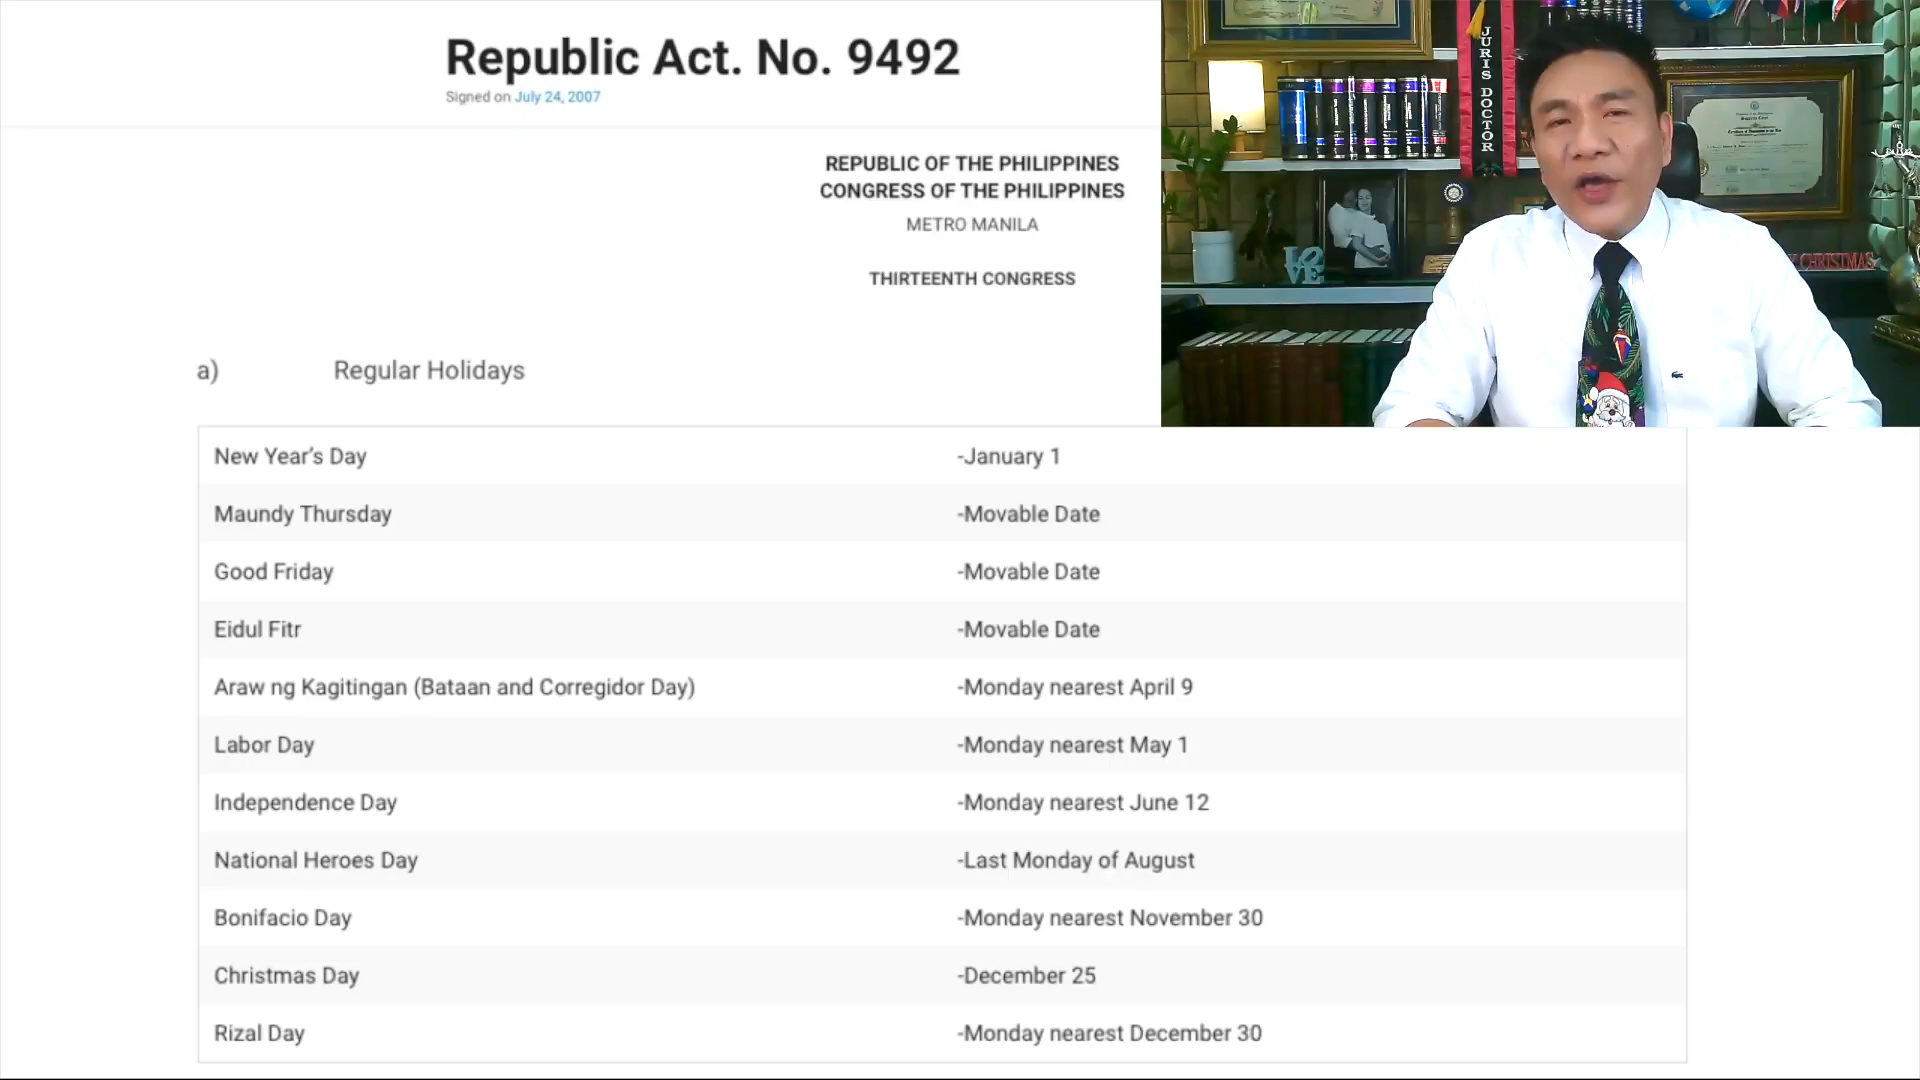 Republic Act. No. 9492
Signed on July 24, 2007
REPUBLIC OF THE PHILIPPINES
CONGRESS OF THE PHILIPPINES
METRO MANILA
THIRTEENTH CONGRESS
a) Regular Holidays
New Year’s Day -January 1
Maundy Thursday -Movable Date
Good Friday -Movable Date
Eidul Fitr -Movable Date
Araw ng Kagitingan (Bataan and Corregidor Day) -Monday nearest April 9
Labor Day -Monday nearest May 1
Independence Day -Monday nearest June 12
National Heroes Day -Last Monday of August
Bonifacio Day -Monday nearest November 30
Christmas Day -December 25
Rizal Day -Monday nearest December 30
JURIS DOCTOR
LOVE
CHRISTMAS